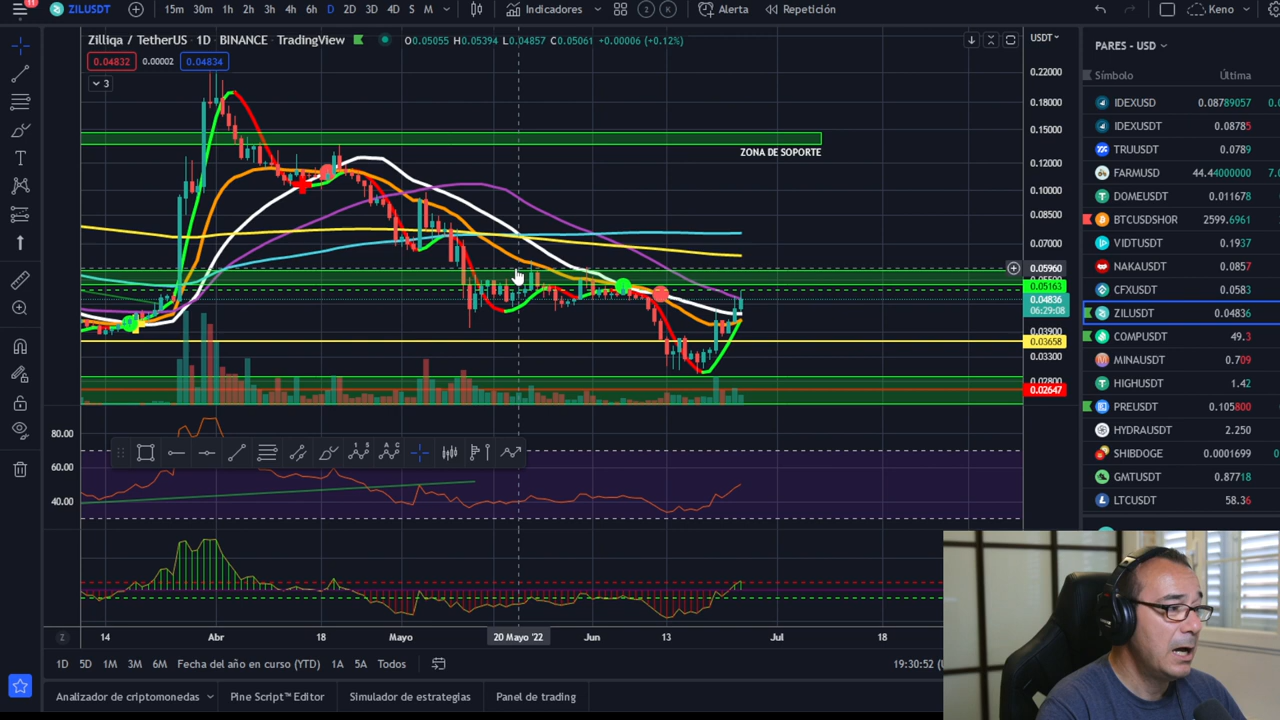 11
ZILUSDT
15m 30m 1h 2h 3h 4h 6h D 2D 3D 4D S M
Indicadores
2 K
Alerta
Repetición
Keno
Zilliqa / TetherUS · 1D · BINANCE · TradingView
O0.05055 H0.05394 L0.04857 C0.05061 +0.00006 (+0.12%)
0.04832 0.00002 0.04834
3
USDT
0.22000
0.18000
0.15000
0.12000
0.10000
0.08500
0.07000
0.05960
0.05163
0.04836
06:29:08
0.03900
0.03658
0.03300
0.02800
0.02647
ZONA DE SOPORTE
80.00
60.00
40.00
14 Abr 18 Mayo 20 Mayo '22 Jun 13 Jul 18
1D 5D 1M 3M 6M Fecha del año en curso (YTD) 1A 5A Todos
19:30:52
Analizador de criptomonedas Pine Script™ Editor Simulador de estrategias Panel de trading
PARES - USD
Símbolo Última
IDEXUSD 0.08789057
IDEXUSDT 0.08785
TRUUSDT 0.0789
FARMUSD 44.44000000
DOMEUSDT 0.011678
BTCUSDSHOR 2599.6961
VIDTUSDT 0.1937
NAKAUSDT 0.0857
CFXUSDT 0.0583
ZILUSDT 0.04836
COMPUSDT 49.3
MINAUSDT 0.709
HIGHUSDT 1.42
PREUSDT 0.105800
HYDRAUSDT 2.250
SHIBDOGE 0.0001699
GMTUSDT 0.87718
LTCUSDT 58.36